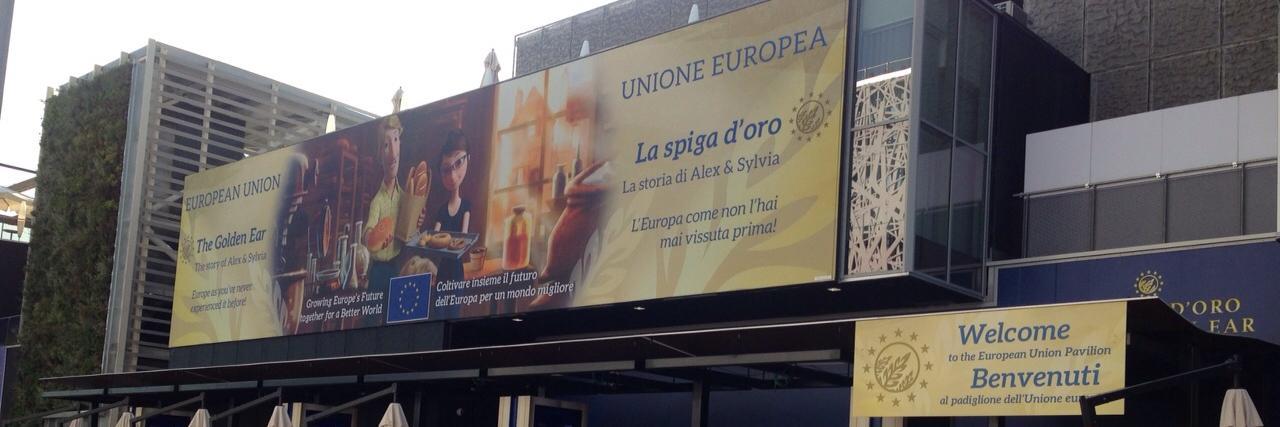 EUROPEAN UNION
The Golden Ear
The story of Alex & Sylvia
Europe as you've never
experienced it before!
Growing Europe's Future
together for a Better World
Coltivare insieme il futuro
dell'Europa per un mondo migliore
UNIONE EUROPEA
La spiga d'oro
La storia di Alex & Sylvia
L'Europa come non l'hai
mai vissuta prima!
D'ORO
EAR
Welcome
to the European Union Pavilion
Benvenuti
al padiglione dell'Unione eu